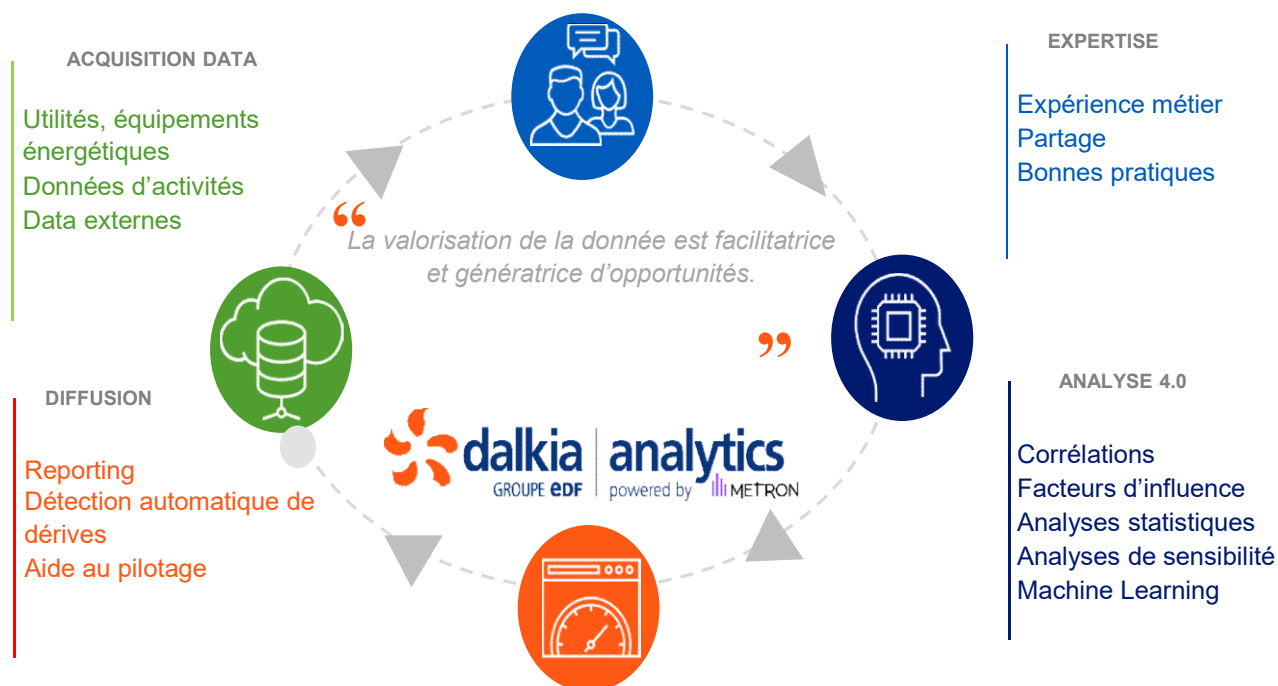 ACQUISITION DATA
Utilités, équipements
énergétiques
Données d’activités
Data externes
EXPERTISE
Expérience métier
Partage
Bonnes pratiques
“
La valorisation de la donnée est facilitatrice
et génératrice d’opportunités.
”
DIFFUSION
Reporting
Détection automatique de
dérives
Aide au pilotage
dalkia analytics
GROUPE eDF powered by METRON
ANALYSE 4.0
Corrélations
Facteurs d’influence
Analyses statistiques
Analyses de sensibilité
Machine Learning